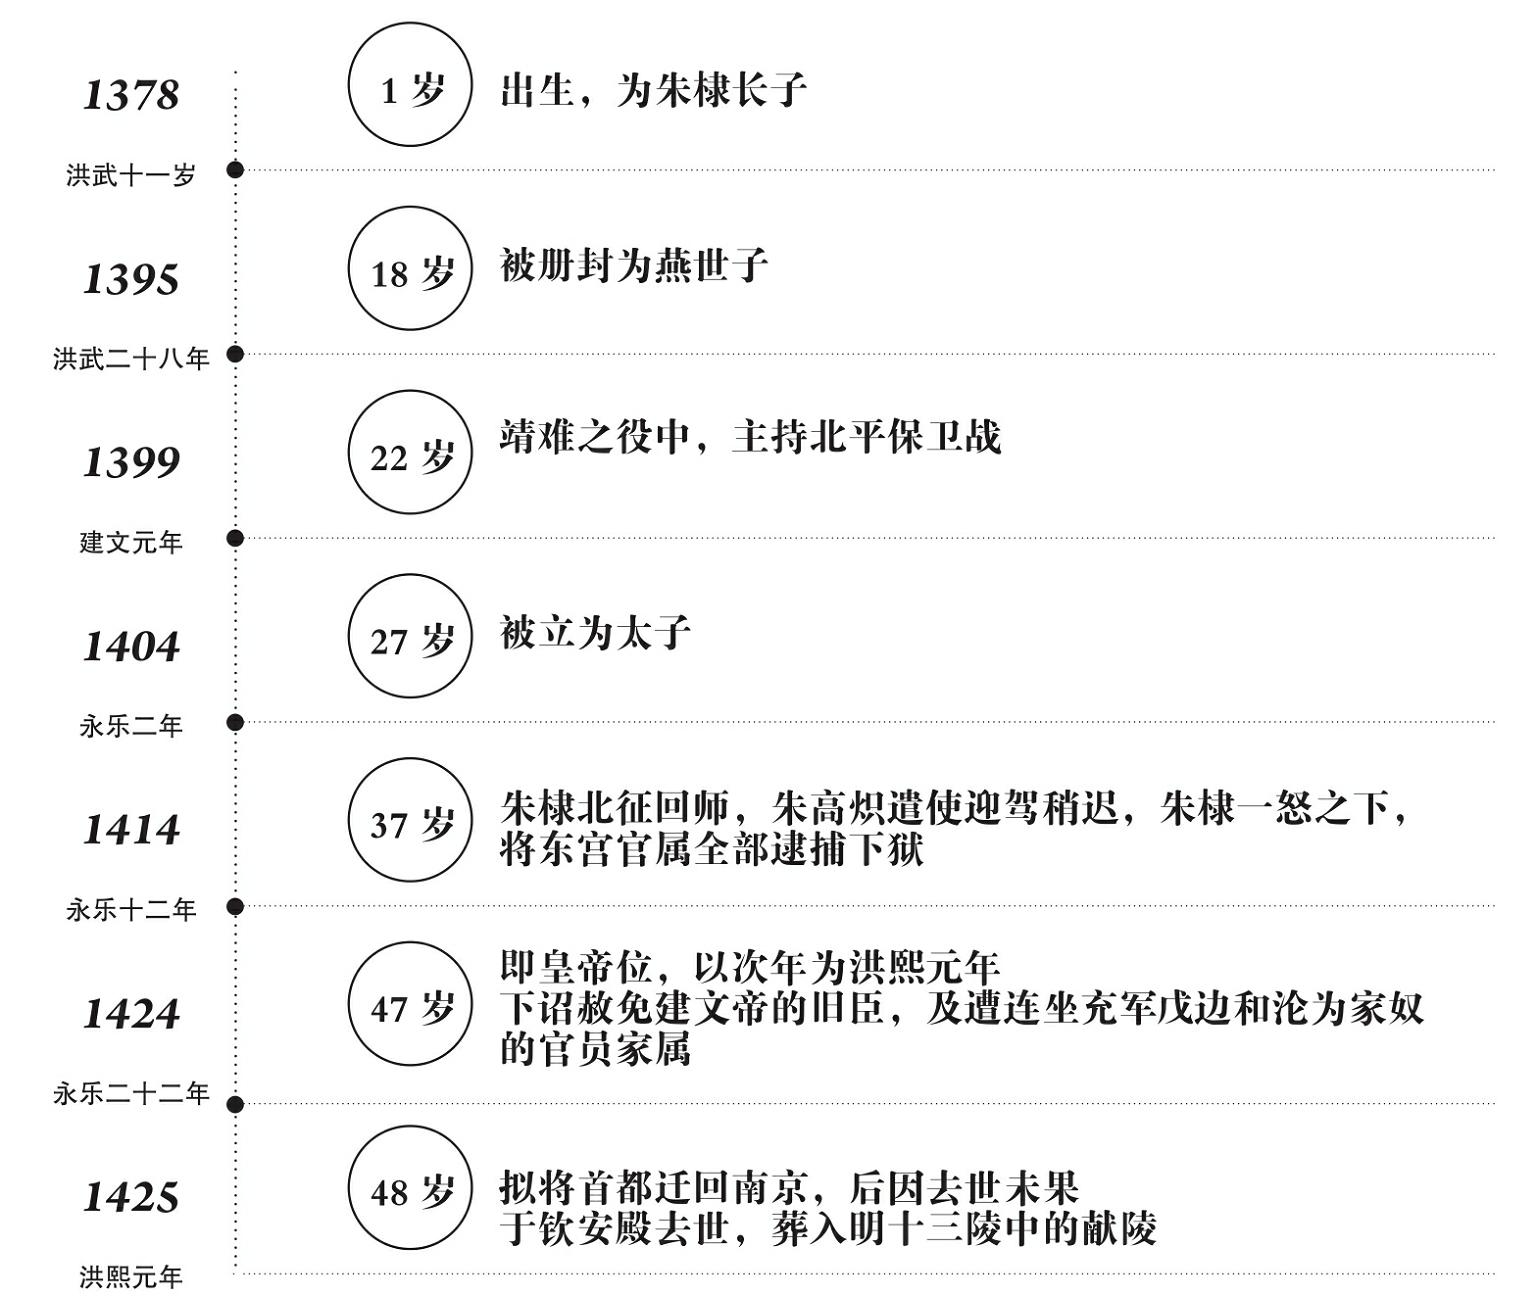 1378
洪武十一岁
1 岁
出生，为朱棣长子
1395
洪武二十八年
18 岁
被册封为燕世子
1399
建文元年
22 岁
靖难之役中，主持北平保卫战
1404
永乐二年
27 岁
被立为太子
1414
永乐十二年
37 岁
朱棣北征回师，朱高炽遣使迎驾稍迟，朱棣一怒之下，
将东宫官属全部逮捕下狱
1424
永乐二十二年
47 岁
即皇帝位，以次年为洪熙元年
下诏赦免建文帝的旧臣，及遭连坐充军戍边和沦为家奴
的官员家属
1425
洪熙元年
48 岁
拟将首都迁回南京，后因去世未果
于钦安殿去世，葬入明十三陵中的献陵